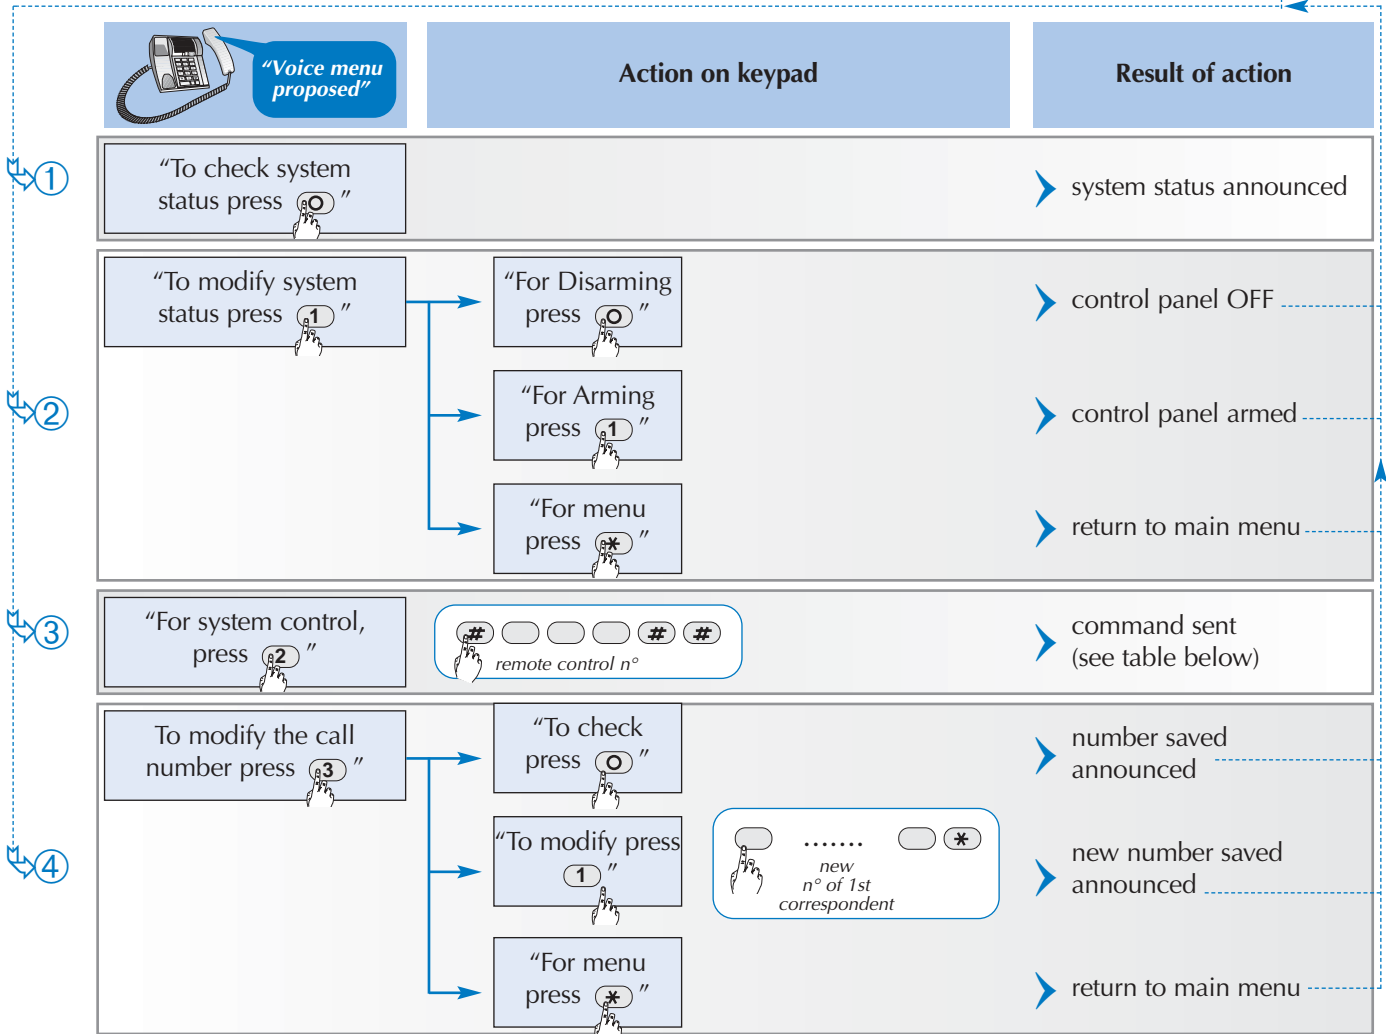 “Voice menu
proposed”
Action on keypad
Result of action
1
“To check system
status press O ”
system status announced
2
“To modify system
status press 1 ”
“For Disarming
press O ”
control panel OFF
“For Arming
press 1 ”
control panel armed
“For menu
press * ”
return to main menu
3
“For system control,
press 2 ”
# # #
remote control n°
command sent
(see table below)
4
To modify the call
number press 3 ”
“To check
press O ”
number saved
announced
“To modify press
1 ”
....... *
new
n° of 1st
correspondent
new number saved
announced
“For menu
press * ”
return to main menu